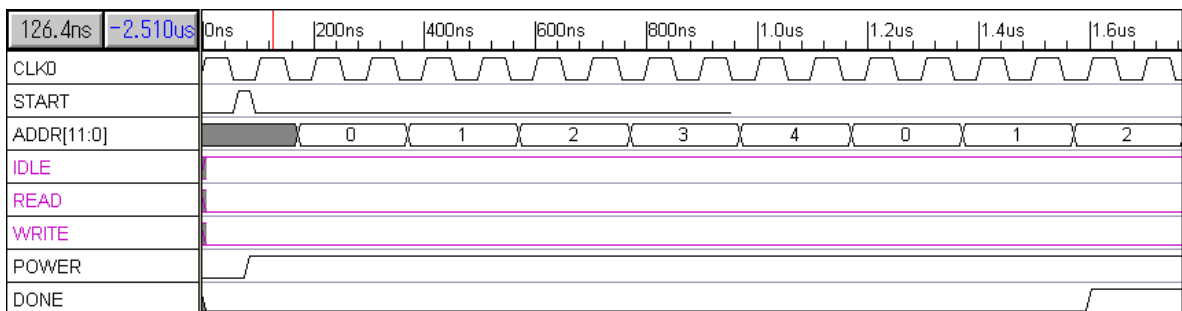 126.4ns -2.510us 0ns 200ns 400ns 600ns 800ns 1.0us 1.2us 1.4us 1.6us
CLK0
START
ADDR[11:0] 0 1 2 3 4 0 1 2
IDLE
READ
WRITE
POWER
DONE